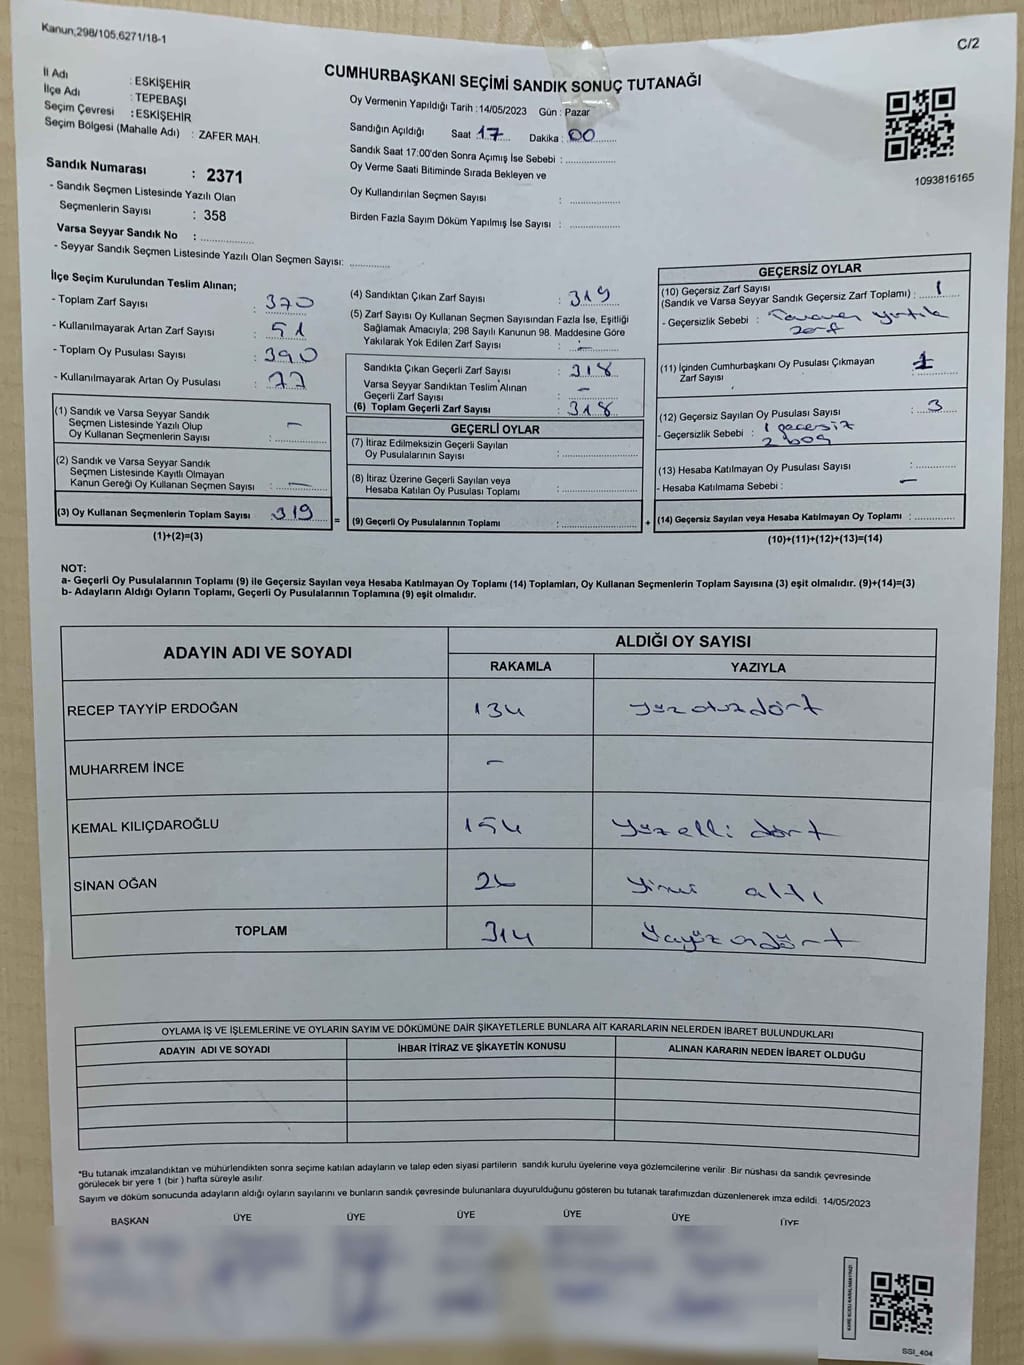 Kanun;298/105,6271/18-1
C/2
CUMHURBAŞKANI SEÇİMİ SANDIK SONUÇ TUTANAĞI
İl Adı : ESKİŞEHİR
İlçe Adı : TEPEBAŞI
Seçim Çevresi : ESKİŞEHİR
Seçim Bölgesi (Mahalle Adı) : ZAFER MAH.
Sandık Numarası : 2371
- Sandık Seçmen Listesinde Yazılı Olan
Seçmenlerin Sayısı : 358
Varsa Seyyar Sandık No : ...............
- Seyyar Sandık Seçmen Listesinde Yazılı Olan Seçmen Sayısı: ............
Oy Vermenin Yapıldığı Tarih : 14/05/2023 Gün : Pazar
Sandığın Açıldığı Saat 17 Dakika : 00
Sandık Saat 17:00'den Sonra Açımış İse Sebebi : ...............
Oy Verme Saati Bitiminde Sırada Bekleyen ve
Oy Kullandırılan Seçmen Sayısı : ...............
Birden Fazla Sayım Döküm Yapılmış İse Sayısı : ...............
1093816165
İlçe Seçim Kurulundan Teslim Alınan;
- Toplam Zarf Sayısı : 370
- Kullanılmayarak Artan Zarf Sayısı : 51
- Toplam Oy Pusulası Sayısı : 390
- Kullanılmayarak Artan Oy Pusulası : 77
(1) Sandık ve Varsa Seyyar Sandık
Seçmen Listesinde Yazılı Olup
Oy Kullanan Seçmenlerin Sayısı : -
(2) Sandık ve Varsa Seyyar Sandık
Seçmen Listesinde Kayıtlı Olmayan
Kanun Gereği Oy Kullanan Seçmen Sayısı : -
(3) Oy Kullanan Seçmenlerin Toplam Sayısı 319
(1)+(2)=(3)
=
(4) Sandıktan Çıkan Zarf Sayısı : 319
(5) Zarf Sayısı Oy Kullanan Seçmen Sayısından Fazla İse, Eşitliği
Sağlamak Amacıyla; 298 Sayılı Kanunun 98. Maddesine Göre
Yakılarak Yok Edilen Zarf Sayısı : -
Sandıkta Çıkan Geçerli Zarf Sayısı : 318
Varsa Seyyar Sandıktan Teslim Alınan
Geçerli Zarf Sayısı : -
(6) Toplam Geçerli Zarf Sayısı : 318
GEÇERLİ OYLAR
(7) İtiraz Edilmeksizin Geçerli Sayılan
Oy Pusulalarının Sayısı : ...............
(8) İtiraz Üzerine Geçerli Sayılan veya
Hesaba Katılan Oy Pusulası Toplamı : ...............
(9) Geçerli Oy Pusulalarının Toplamı : ...............
+
GEÇERSİZ OYLAR
(10) Geçersiz Zarf Sayısı
(Sandık ve Varsa Seyyar Sandık Geçersiz Zarf Toplamı) : 1
- Geçersizlik Sebebi : yırtık
zarf
(11) İçinden Cumhurbaşkanı Oy Pusulası Çıkmayan
Zarf Sayısı : 1
(12) Geçersiz Sayılan Oy Pusulası Sayısı : 3
- Geçersizlik Sebebi : 1 geçersiz
2 boş
(13) Hesaba Katılmayan Oy Pusulası Sayısı : ............
- Hesaba Katılmama Sebebi : -
(14) Geçersiz Sayılan veya Hesaba Katılmayan Oy Toplamı : ............
(10)+(11)+(12)+(13)=(14)
NOT:
a- Geçerli Oy Pusulalarının Toplamı (9) ile Geçersiz Sayılan veya Hesaba Katılmayan Oy Toplamı (14) Toplamları, Oy Kullanan Seçmenlerin Toplam Sayısına (3) eşit olmalıdır. (9)+(14)=(3)
b- Adayların Aldığı Oyların Toplamı, Geçerli Oy Pusulalarının Toplamına (9) eşit olmalıdır.
ADAYIN ADI VE SOYADI
ALDIĞI OY SAYISI
RAKAMLA YAZIYLA
RECEP TAYYİP ERDOĞAN 134 yüz otuz dört
MUHARREM İNCE -
KEMAL KILIÇDAROĞLU 154 yüz elli dört
SİNAN OĞAN 26 yirmi altı
TOPLAM 314 Üçyüz ondört
OYLAMA İŞ VE İŞLEMLERİNE VE OYLARIN SAYIM VE DÖKÜMÜNE DAİR ŞİKAYETLERLE BUNLARA AİT KARARLARIN NELERDEN İBARET BULUNDUKLARI
ADAYIN ADI VE SOYADI İHBAR İTİRAZ VE ŞİKAYETİN KONUSU ALINAN KARARIN NEDEN İBARET OLDUĞU
*Bu tutanak imzalandıktan ve mühürlendikten sonra seçime katılan adayların ve talep eden siyasi partilerin sandık kurulu üyelerine veya gözlemcilerine verilir. Bir nüshası da sandık çevresinde
görülecek bir yere 1 (bir ) hafta süreyle asılır.
Sayım ve döküm sonucunda adayların aldığı oyların sayılarını ve bunların sandık çevresinde bulunanlara duyurulduğunu gösteren bu tutanak tarafımızdan düzenlenerek imza edildi. 14/05/2023
BAŞKAN ÜYE ÜYE ÜYE ÜYE ÜYE ÜYE
SSI_404